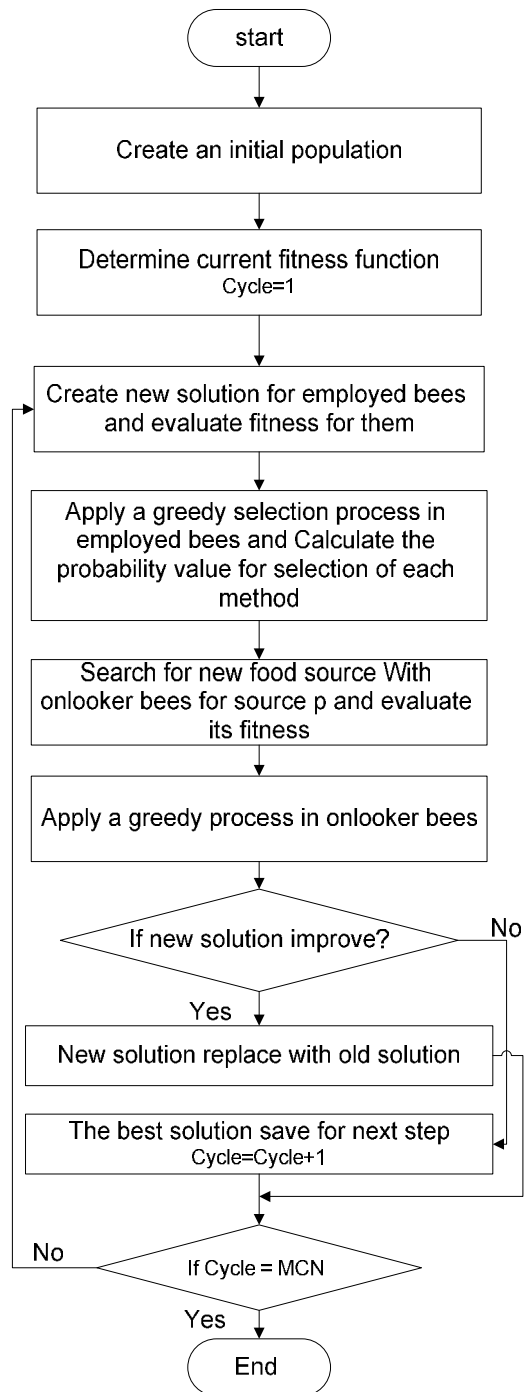 start
Create an initial population
Determine current fitness function
Cycle=1
Create new solution for employed bees
and evaluate fitness for them
Apply a greedy selection process in
employed bees and Calculate the
probability value for selection of each
method
Search for new food source With
onlooker bees for source p and evaluate
its fitness
Apply a greedy process in onlooker bees
If new solution improve?
No
Yes
New solution replace with old solution
The best solution save for next step
Cycle=Cycle+1
No
If Cycle = MCN
Yes
End